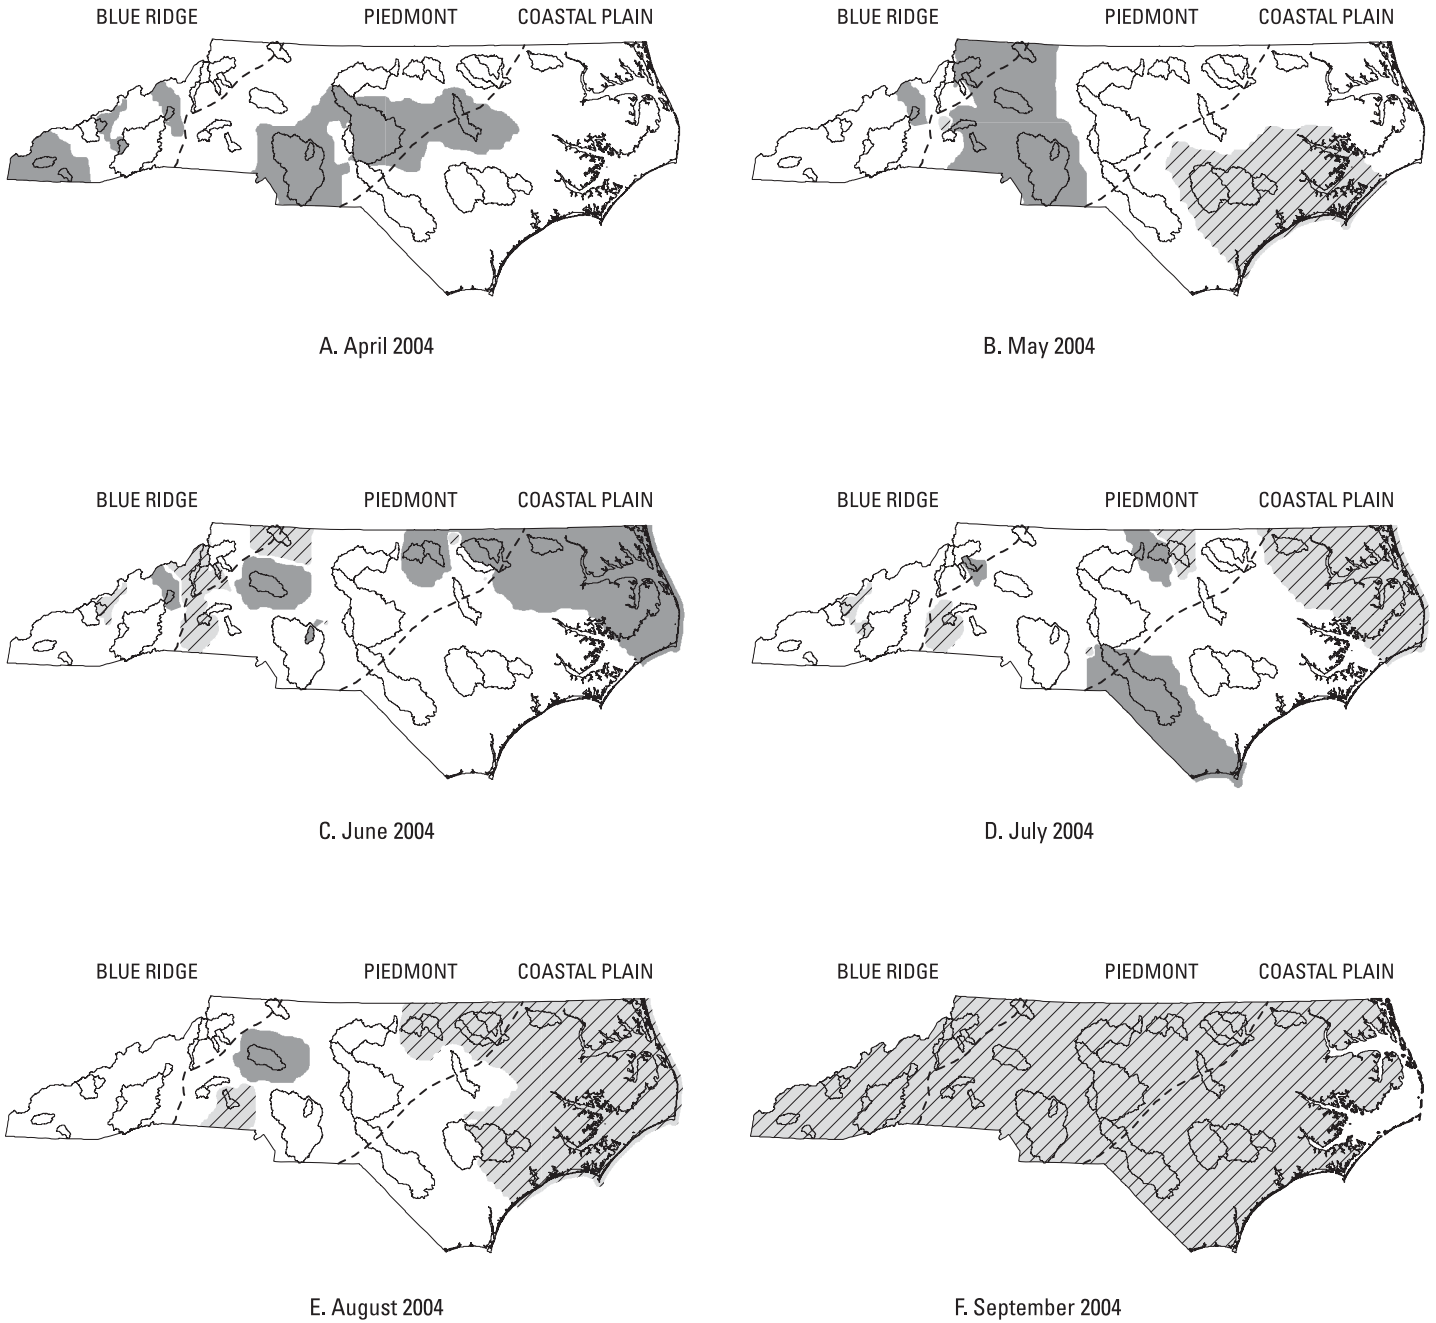 BLUE RIDGE PIEDMONT COASTAL PLAIN
BLUE RIDGE PIEDMONT COASTAL PLAIN
A. April 2004
B. May 2004
BLUE RIDGE PIEDMONT COASTAL PLAIN
BLUE RIDGE PIEDMONT COASTAL PLAIN
C. June 2004
D. July 2004
BLUE RIDGE PIEDMONT COASTAL PLAIN
BLUE RIDGE PIEDMONT COASTAL PLAIN
E. August 2004
F. September 2004